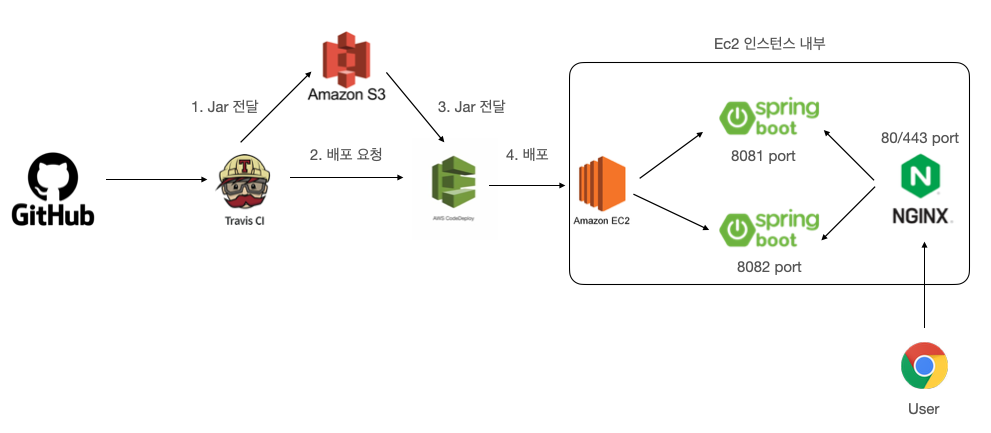 Ec2 인스턴스 내부
Amazon S3
1. Jar 전달
3. Jar 전달
spring
boot
8081 port
80/443 port
2. 배포 요청
4. 배포
GitHub
T
Travis CI
AWS CodeDeploy
Amazon EC2
N
NGINX
spring
boot
8082 port
User